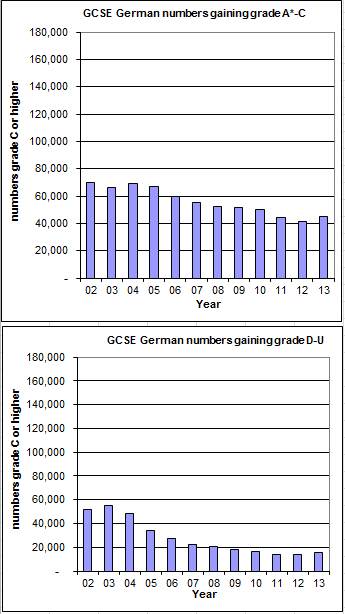 GCSE German numbers gaining grade A*-C
numbers grade C or higher
180,000
160,000
140,000
120,000
100,000
80,000
60,000
40,000
20,000
-
02 03 04 05 06 07 08 09 10 11 12 13
Year
GCSE German numbers gaining grade D-U
numbers grade C or higher
180,000
160,000
140,000
120,000
100,000
80,000
60,000
40,000
20,000
-
02 03 04 05 06 07 08 09 10 11 12 13
Year